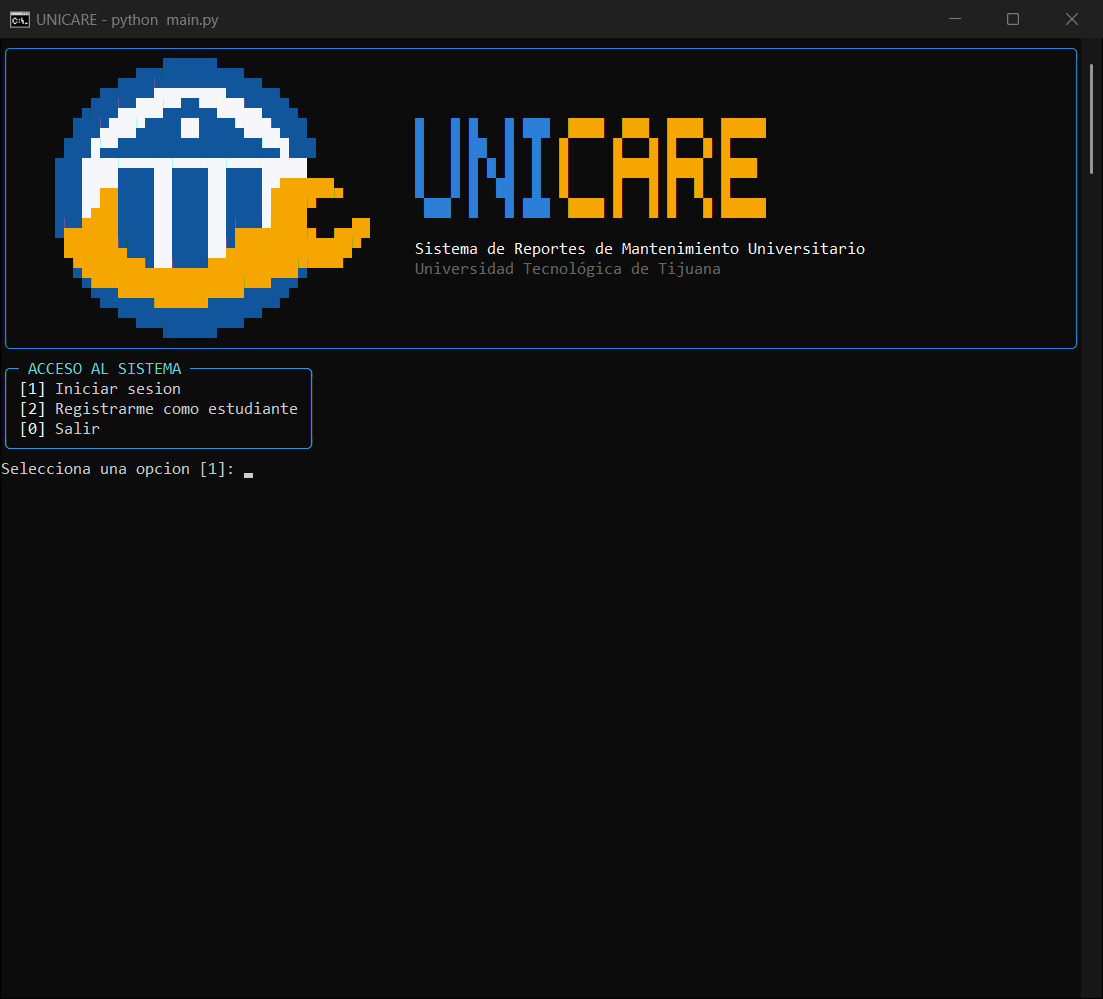 UNICARE - python  main.py
UNICARE
Sistema de Reportes de Mantenimiento Universitario
Universidad Tecnológica de Tijuana
ACCESO AL SISTEMA
[1] Iniciar sesion
[2] Registrarme como estudiante
[0] Salir
Selecciona una opcion [1]: